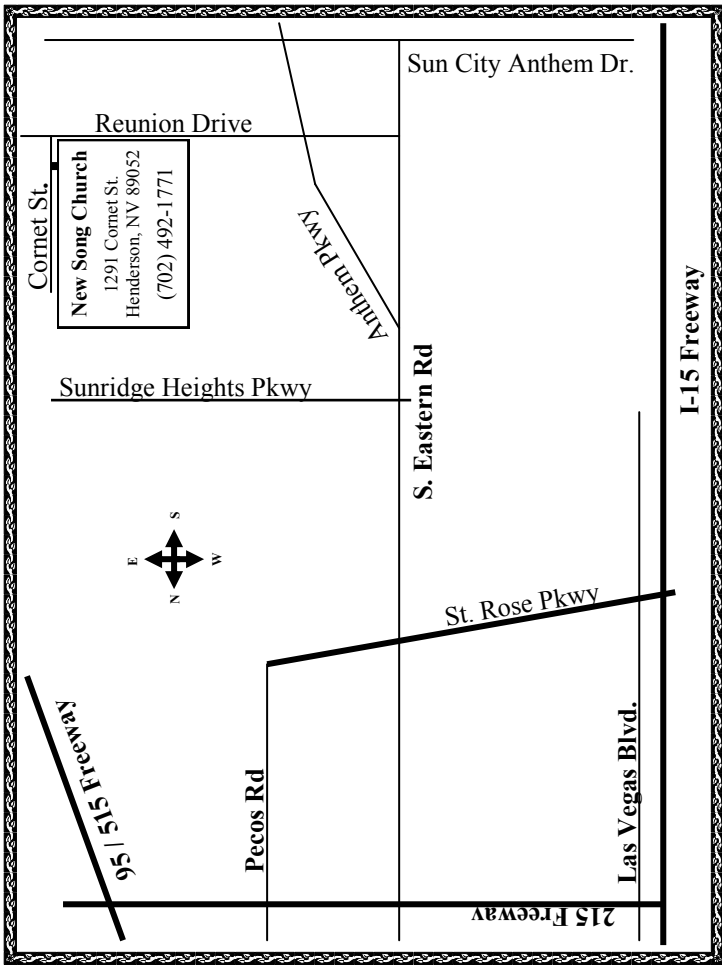 Sun City Anthem Dr.
Reunion Drive
Cornet St.
New Song Church
1291 Cornet St.
Henderson, NV 89052
(702) 492-1771
Anthem Pkwy
Sunridge Heights Pkwy
S. Eastern Rd
I-15 Freeway
E
S
N
W
St. Rose Pkwy
95 / 515 Freeway
Pecos Rd
Las Vegas Blvd.
215 Freeway